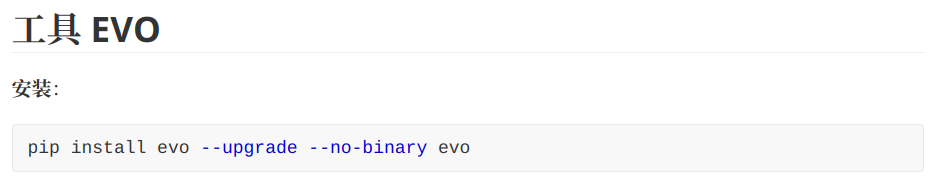 工具 EVO
安装：
pip install evo --upgrade --no-binary evo